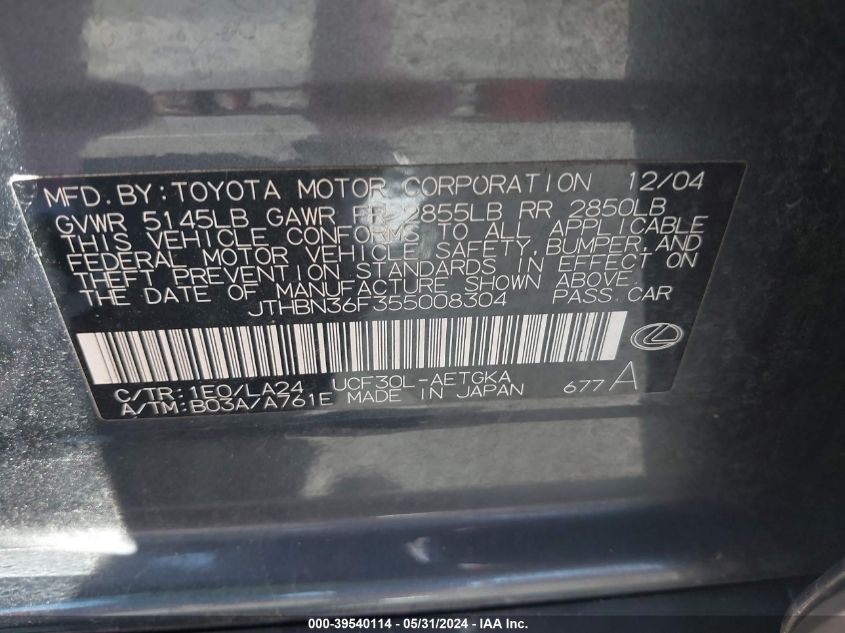 MFD. BY: TOYOTA MOTOR CORPORATION 12/04
GVWR 5145LB GAWR FR 2855LB RR 2850LB
THIS VEHICLE CONFORMS TO ALL APPLICABLE
FEDERAL MOTOR VEHICLE SAFETY, BUMPER, AND
THEFT PREVENTION STANDARDS IN EFFECT ON
THE DATE OF MANUFACTURE SHOWN ABOVE.
JTHBN36F355008304 PASS. CAR
C/TR: 1E0/LA24 UCF30L-AETGKA
A/TM: B03A/A761E MADE IN JAPAN 677 A
000-39540114 - 05/31/2024 - IAA Inc.